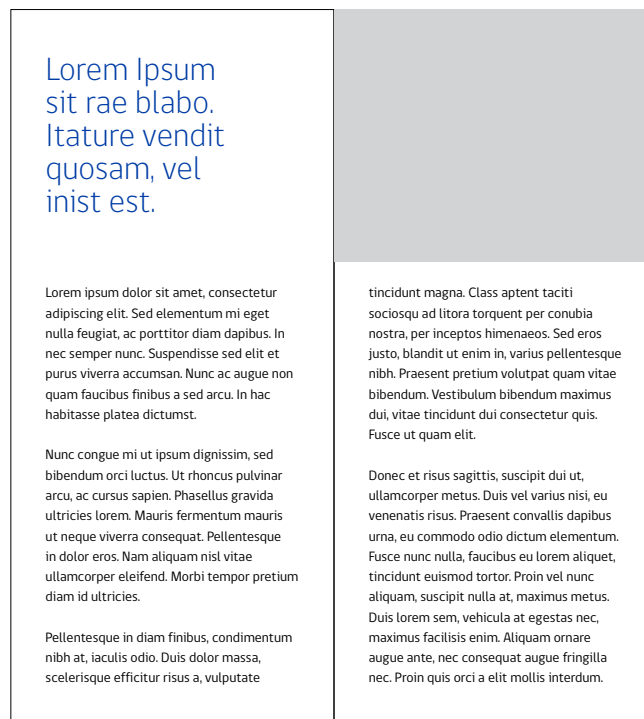 Lorem Ipsum
sit rae blabo.
Itature vendit
quosam, vel
inist est.
Lorem ipsum dolor sit amet, consectetur
adipiscing elit. Sed elementum mi eget
nulla feugiat, ac porttitor diam dapibus. In
nec semper nunc. Suspendisse sed elit et
purus viverra accumsan. Nunc ac augue non
quam faucibus finibus a sed arcu. In hac
habitasse platea dictumst.
Nunc congue mi ut ipsum dignissim, sed
bibendum orci luctus. Ut rhoncus pulvinar
arcu, ac cursus sapien. Phasellus gravida
ultricies lorem. Mauris fermentum mauris
ut neque viverra consequat. Pellentesque
in dolor eros. Nam aliquam nisl vitae
ullamcorper eleifend. Morbi tempor pretium
diam id ultricies.
Pellentesque in diam finibus, condimentum
nibh at, iaculis odio. Duis dolor massa,
scelerisque efficitur risus a, vulputate
tincidunt magna. Class aptent taciti
sociosqu ad litora torquent per conubia
nostra, per inceptos himenaeos. Sed eros
justo, blandit ut enim in, varius pellentesque
nibh. Praesent pretium volutpat quam vitae
bibendum. Vestibulum bibendum maximus
dui, vitae tincidunt dui consectetur quis.
Fusce ut quam elit.
Donec et risus sagittis, suscipit dui ut,
ullamcorper metus. Duis vel varius nisi, eu
venenatis risus. Praesent convallis dapibus
urna, eu commodo odio dictum elementum.
Fusce nunc nulla, faucibus eu lorem aliquet,
tincidunt euismod tortor. Proin vel nunc
aliquam, suscipit nulla at, maximus metus.
Duis lorem sem, vehicula at egestas nec,
maximus facilisis enim. Aliquam ornare
augue ante, nec consequat augue fringilla
nec. Proin quis orci a elit mollis interdum.